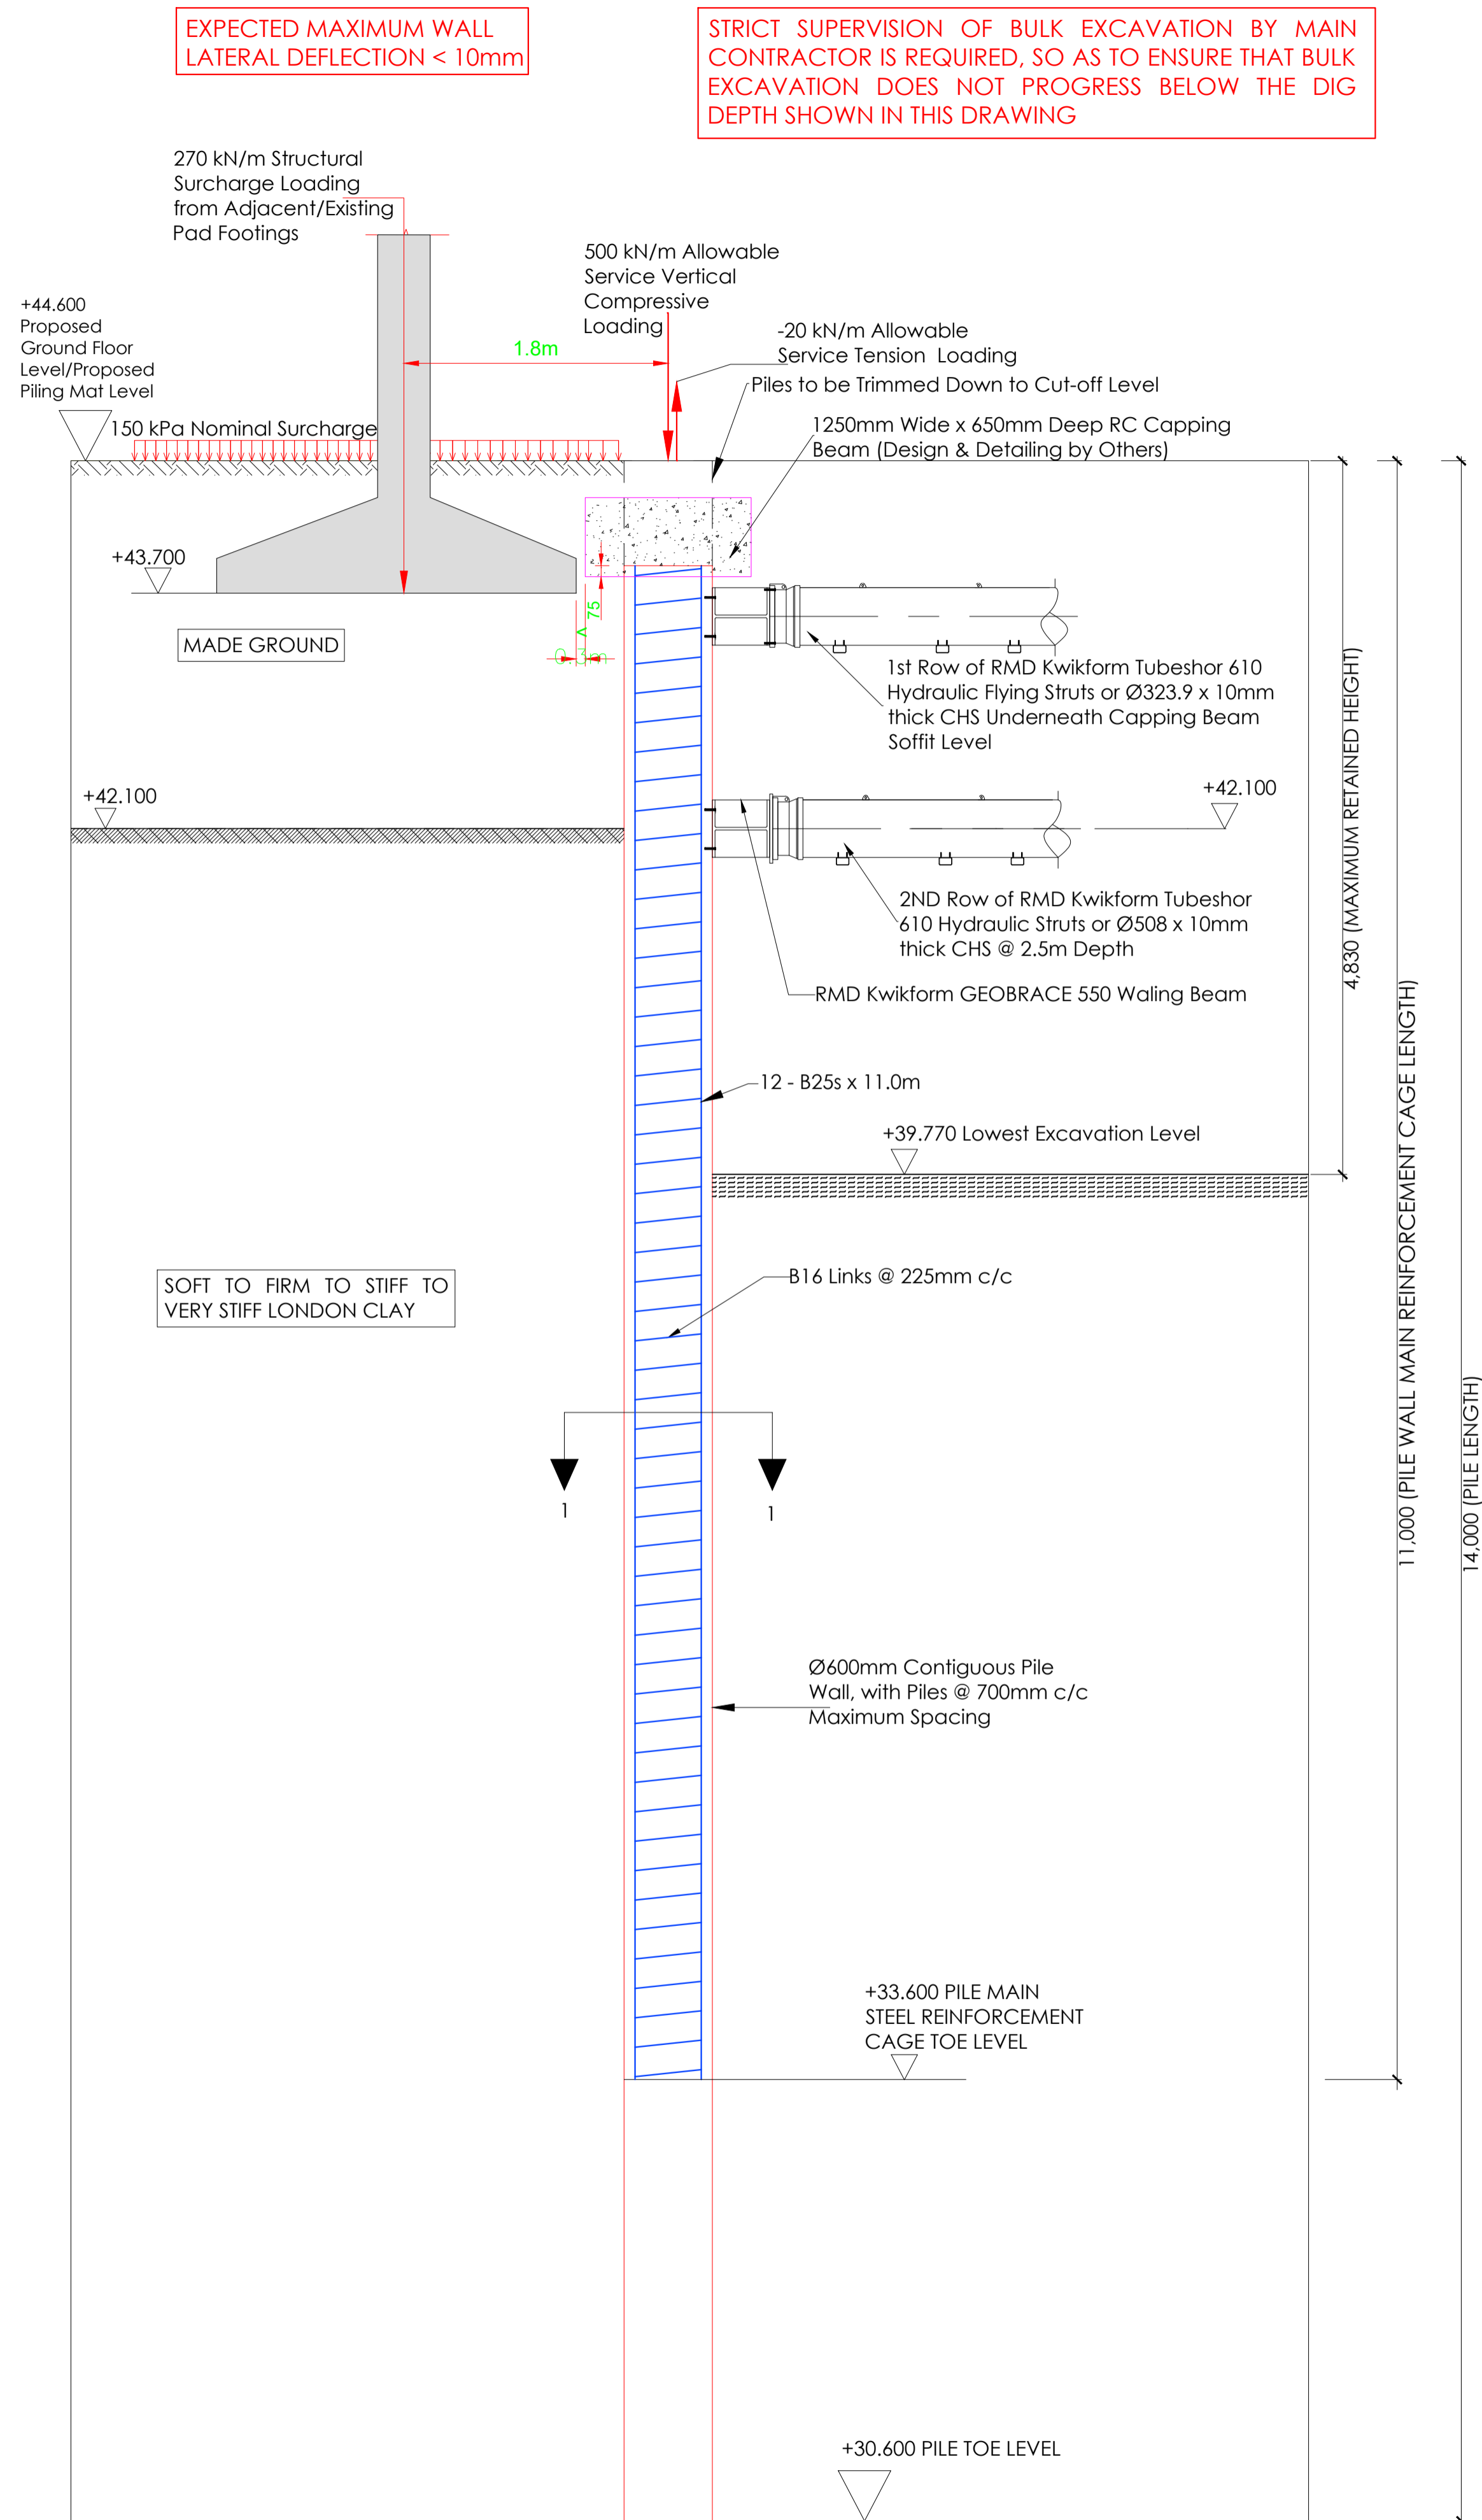 EXPECTED MAXIMUM WALL
LATERAL DEFLECTION < 10mm
STRICT SUPERVISION OF BULK EXCAVATION BY MAIN
CONTRACTOR IS REQUIRED, SO AS TO ENSURE THAT BULK
EXCAVATION DOES NOT PROGRESS BELOW THE DIG
DEPTH SHOWN IN THIS DRAWING
270 kN/m Structural
Surcharge Loading
from Adjacent/Existing
Pad Footings
500 kN/m Allowable
Service Vertical
Compressive
Loading
+44.600
Proposed
Ground Floor
Level/Proposed
Piling Mat Level
1.8m
-20 kN/m Allowable
Service Tension Loading
Piles to be Trimmed Down to Cut-off Level
150 kPa Nominal Surcharge
1250mm Wide x 650mm Deep RC Capping
Beam (Design & Detailing by Others)
+43.700
75
< 0.3m
MADE GROUND
1st Row of RMD Kwikform Tubeshor 610
Hydraulic Flying Struts or Ø323.9 x 10mm
thick CHS Underneath Capping Beam
Soffit Level
+42.100
+42.100
4,830 (MAXIMUM RETAINED HEIGHT)
2ND Row of RMD Kwikform Tubeshor
610 Hydraulic Struts or Ø508 x 10mm
thick CHS @ 2.5m Depth
RMD Kwikform GEOBRACE 550 Waling Beam
12 - B25s x 11.0m
+39.770 Lowest Excavation Level
11,000 (PILE WALL MAIN REINFORCEMENT CAGE LENGTH)
14,000 (PILE LENGTH)
SOFT TO FIRM TO STIFF TO
VERY STIFF LONDON CLAY
B16 Links @ 225mm c/c
1
1
Ø600mm Contiguous Pile
Wall, with Piles @ 700mm c/c
Maximum Spacing
+33.600 PILE MAIN
STEEL REINFORCEMENT
CAGE TOE LEVEL
+30.600 PILE TOE LEVEL